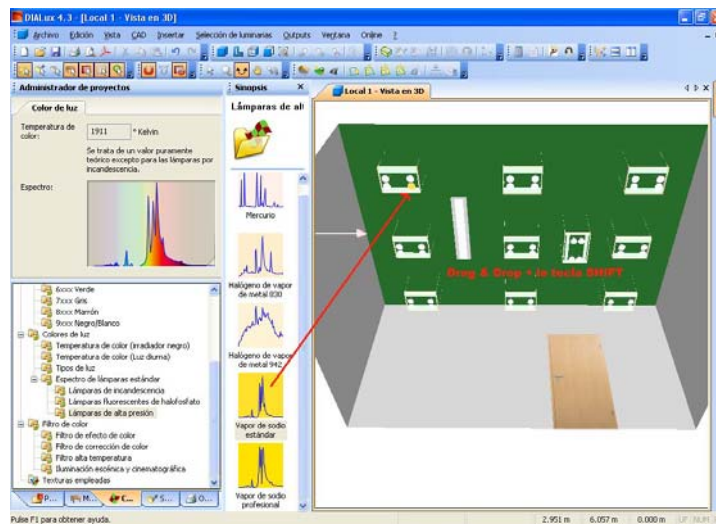 DIALux 4.3 - [Local 1 - Vista en 3D]
Archivo Edición Vista CAD Insertar Selección de luminarias Outputs Ventana Online ?
Administrador de proyectos
Color de luz
Temperatura de color:
1911 ° Kelvin
Se trata de un valor puramente
teórico excepto para las lámparas por
incandescencia.
Espectro:
6xxx Verde
7xxx Gris
8xxx Marrón
9xxx Negro/Blanco
Colores de luz
Temperatura de color (irradiador negro)
Temperatura de color (Luz diurna)
Tipos de luz
Espectro de lámparas estándar
Lámparas de incandescencia
Lámparas fluorescentes de halofosfato
Lámparas de alta presión
Filtro de color
Filtro de efecto de color
Filtro de corrección de color
Filtro alta temperatura
Iluminación escénica y cinematográfica
Texturas empleadas
P... M... C... S... O...
Sinopsis X
Lámparas de alt
Mercurio
Halógeno de vapor
de metal 830
Halógeno de vapor
de metal 942
Vapor de sodio
estándar
Vapor de sodio
profesional
Local 1 - Vista en 3D
Drag & Drop + le tecla SHIFT
Pulse F1 para obtener ayuda.
2.951 m 6.057 m 0.000 m